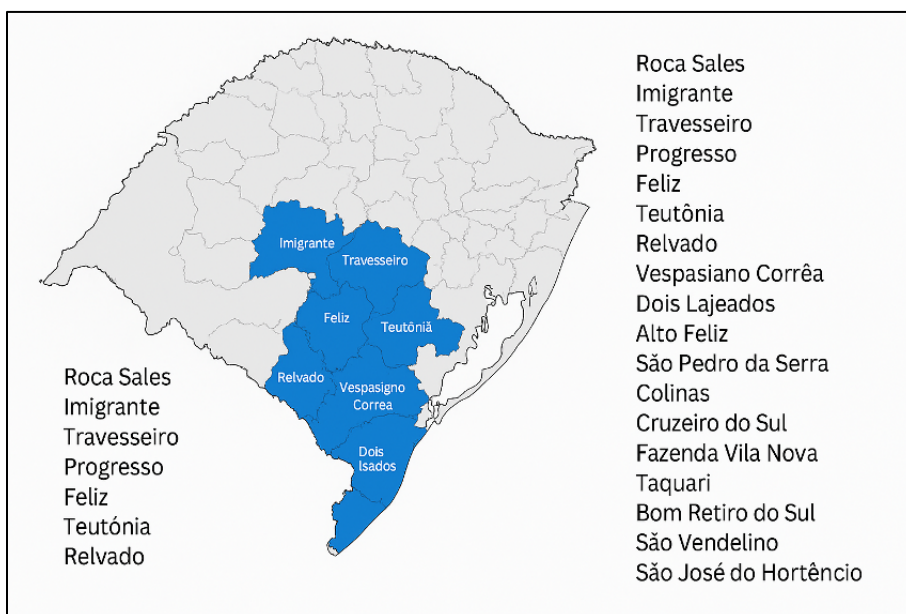 Roca Sales
Imigrante
Travesseiro
Progresso
Feliz
Teutônia
Relvado
Vespasiano Corrêa
Dois Lajeados
Alto Feliz
São Pedro da Serra
Colinas
Cruzeiro do Sul
Fazenda Vila Nova
Taquari
Bom Retiro do Sul
São Vendelino
São José do Hortêncio
Imigrante
Travesseiro
Feliz
Teutôniã
Relvado
Vespasigno
Correa
Dois
Isados
Roca Sales
Imigrante
Travesseiro
Progresso
Feliz
Teutónia
Relvado